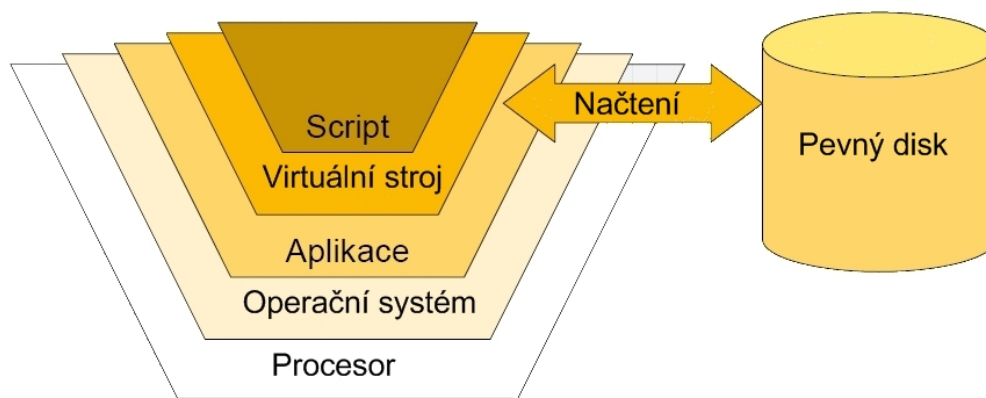 Script
Virtuální stroj
Aplikace
Operační systém
Procesor
Načtení
Pevný disk